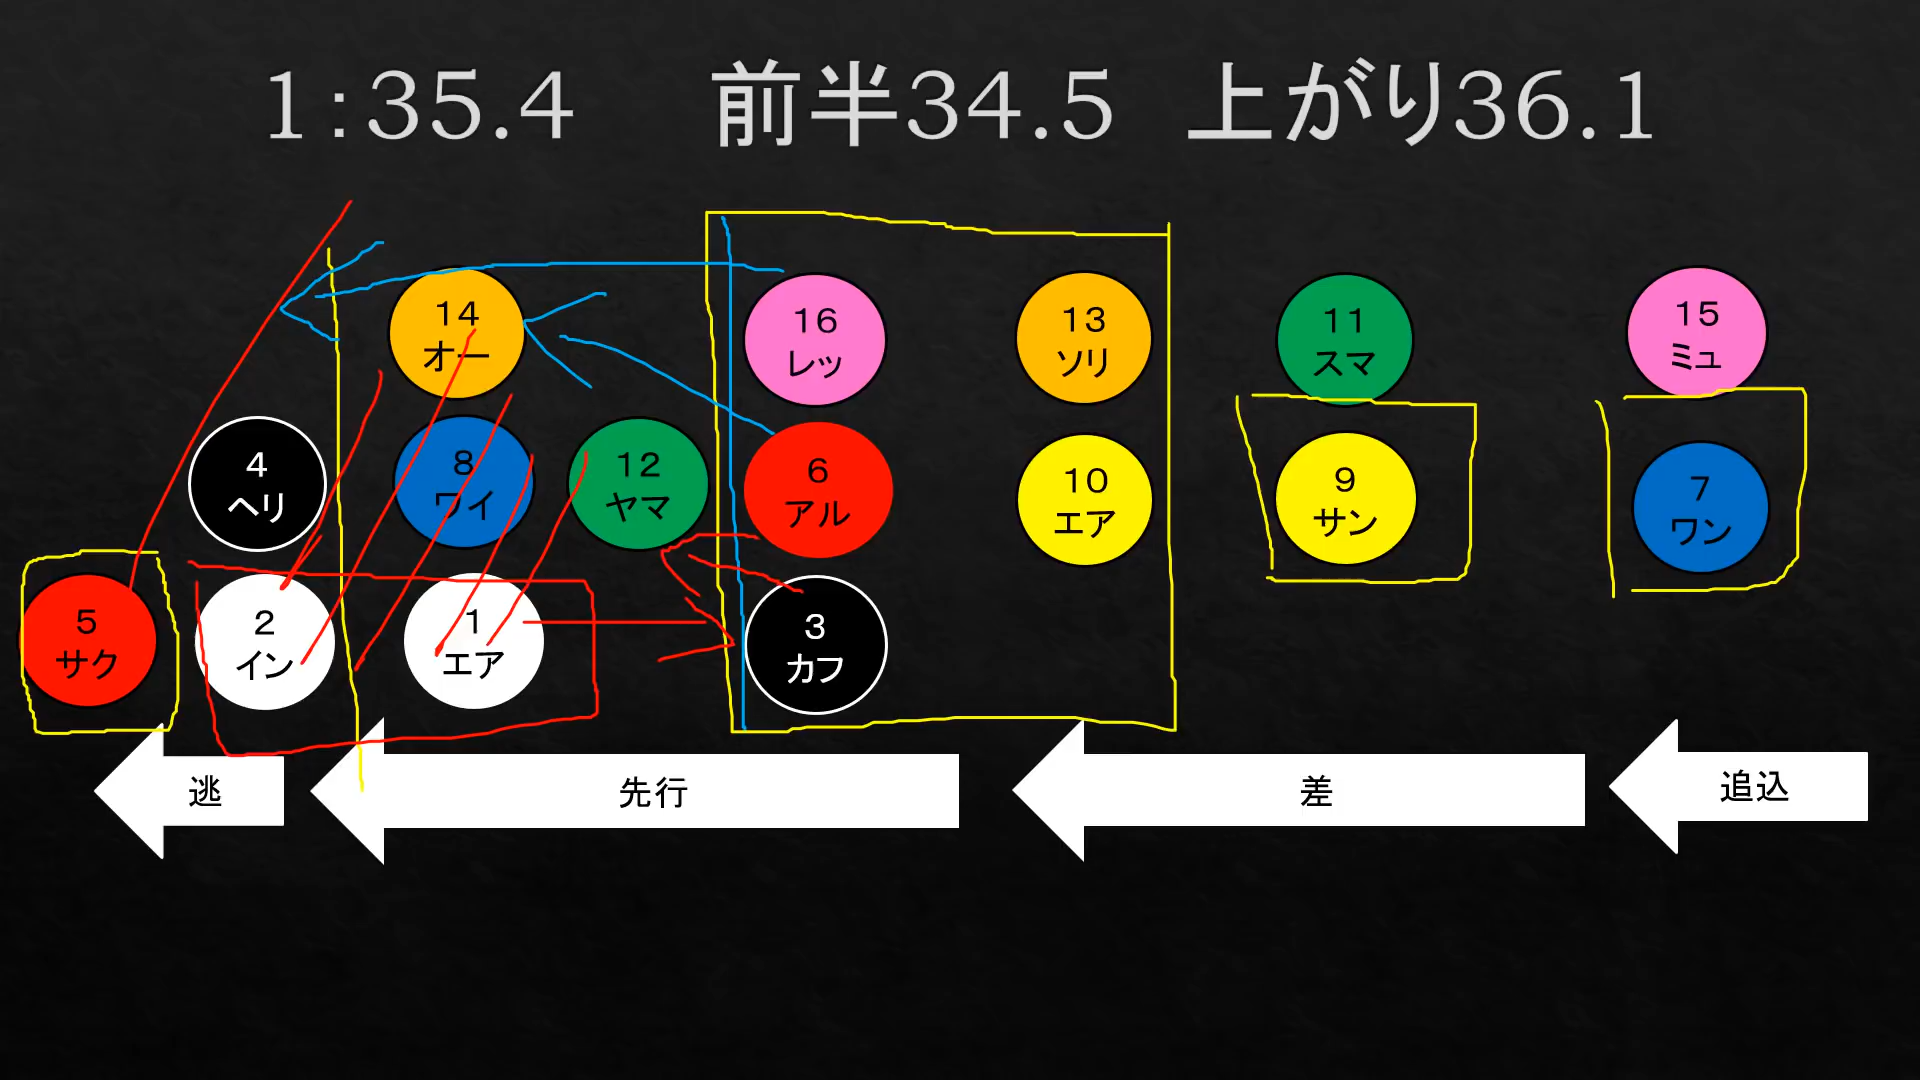 1:35.4 前半34.5 上がり36.1
14
オー
16
レッ
13
ソリ
11
スマ
15
ミュ
4
ヘリ
8
ワイ
12
ヤマ
6
アル
10
エア
9
サン
7
ワン
5
サク
2
イン
1
エア
3
カフ
逃
先行
差
追込